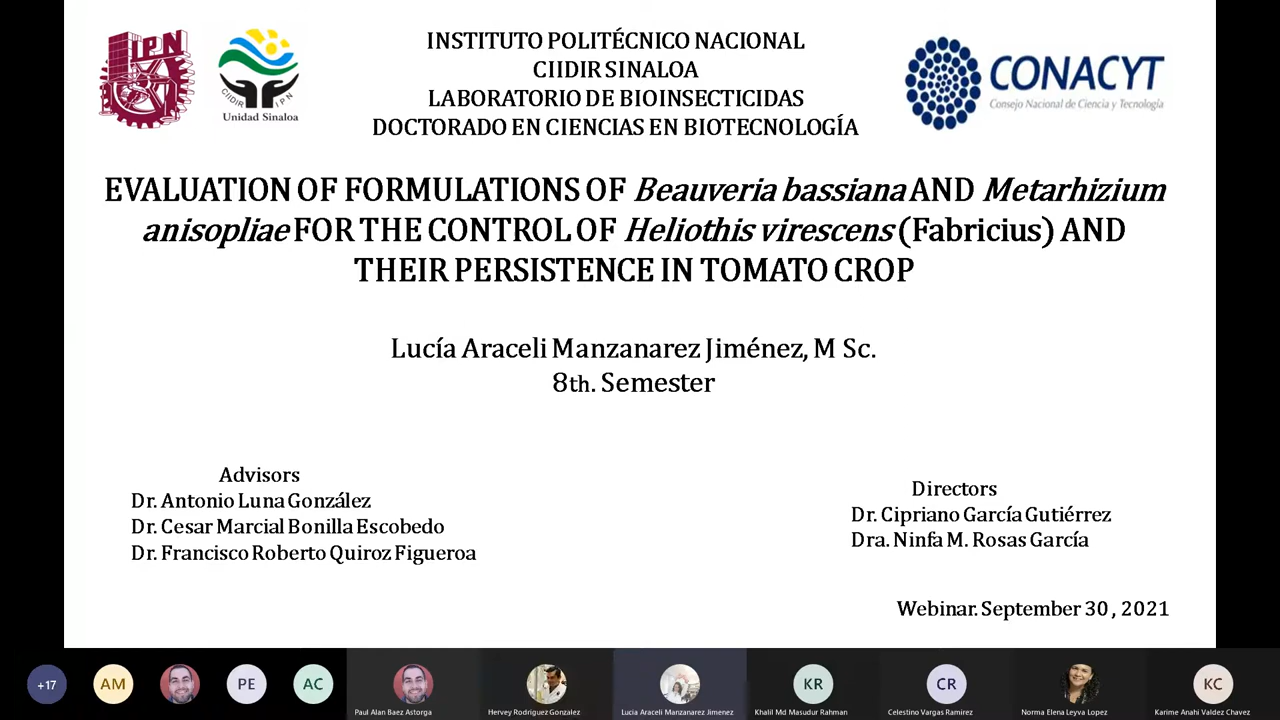 IPN
CIIDIR IPN
Unidad Sinaloa
INSTITUTO POLITÉCNICO NACIONAL
CIIDIR SINALOA
LABORATORIO DE BIOINSECTICIDAS
DOCTORADO EN CIENCIAS EN BIOTECNOLOGÍA
CONACYT
Consejo Nacional de Ciencia y Tecnología
EVALUATION OF FORMULATIONS OF Beauveria bassiana AND Metarhizium
anisopliae FOR THE CONTROL OF Heliothis virescens (Fabricius) AND
THEIR PERSISTENCE IN TOMATO CROP
Lucía Araceli Manzanarez Jiménez, M Sc.
8th. Semester
Advisors
Dr. Antonio Luna González
Dr. Cesar Marcial Bonilla Escobedo
Dr. Francisco Roberto Quiroz Figueroa
Directors
Dr. Cipriano García Gutiérrez
Dra. Ninfa M. Rosas García
Webinar. September 30 , 2021
+17
AM
PE
AC
Paul Alan Baez Astorga
Hervey Rodriguez Gonzalez
Lucia Araceli Manzanarez Jimenez
KR
Khalil Md Masudur Rahman
CR
Celestino Vargas Ramirez
Norma Elena Leyva Lopez
KC
Karime Anahi Valdez Chavez